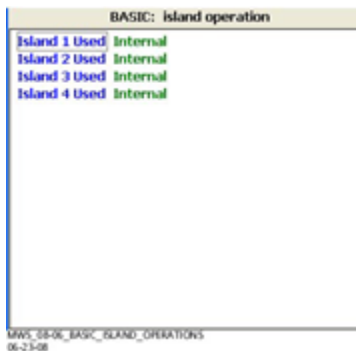 BASIC: island operation
Island 1 Used Internal
Island 2 Used Internal
Island 3 Used Internal
Island 4 Used Internal
MWS_08-06_BASIC_ISLAND_OPERATIONS
06-23-08